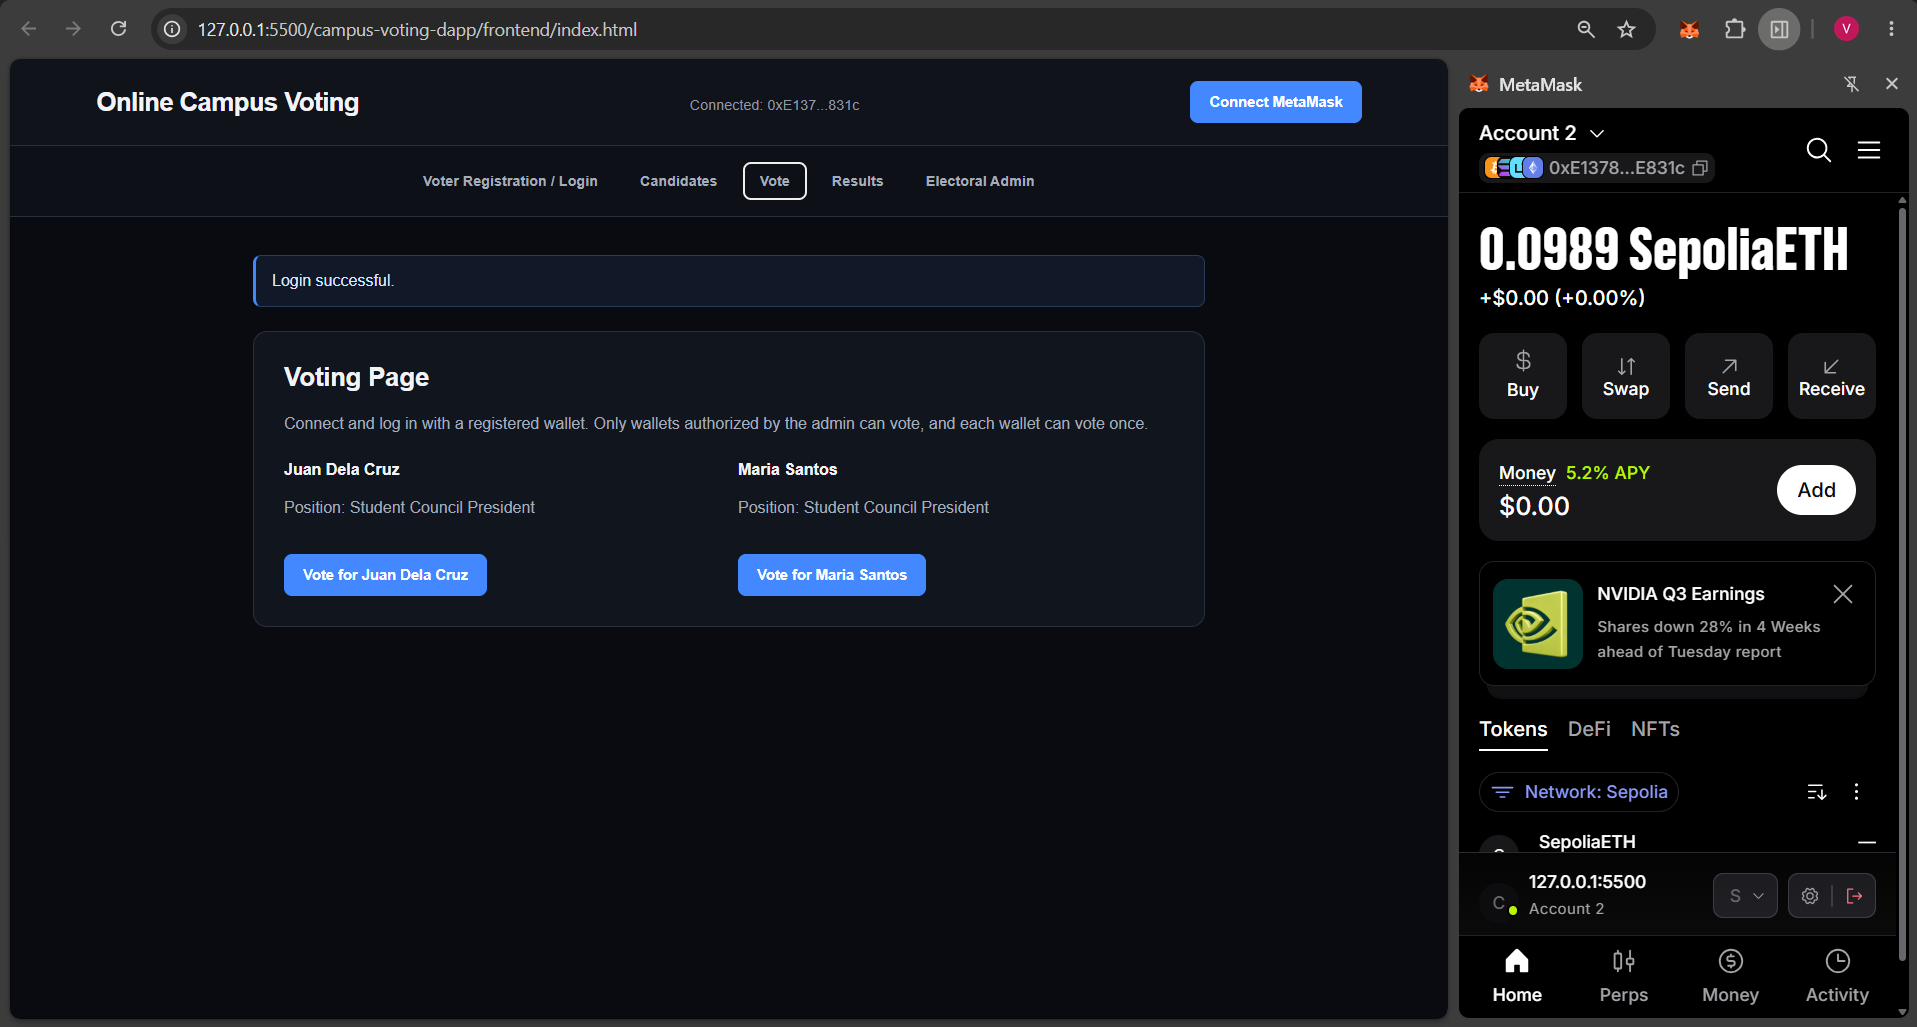 127.0.0.1:5500/campus-voting-dapp/frontend/index.html
V
Online Campus Voting
Connected: 0xE137...831c
Connect MetaMask
Voter Registration / Login
Candidates
Vote
Results
Electoral Admin
Login successful.
Voting Page
Connect and log in with a registered wallet. Only wallets authorized by the admin can vote, and each wallet can vote once.
Juan Dela Cruz
Position: Student Council President
Vote for Juan Dela Cruz
Maria Santos
Position: Student Council President
Vote for Maria Santos
MetaMask
Account 2
0xE1378...E831c
0.0989 SepoliaETH
+$0.00 (+0.00%)
Buy
Swap
Send
Receive
Money 5.2% APY
$0.00
Add
NVIDIA Q3 Earnings
Shares down 28% in 4 Weeks
ahead of Tuesday report
Tokens
DeFi
NFTs
Network: Sepolia
SepoliaETH
C
127.0.0.1:5500
Account 2
S
Home
Perps
Money
Activity